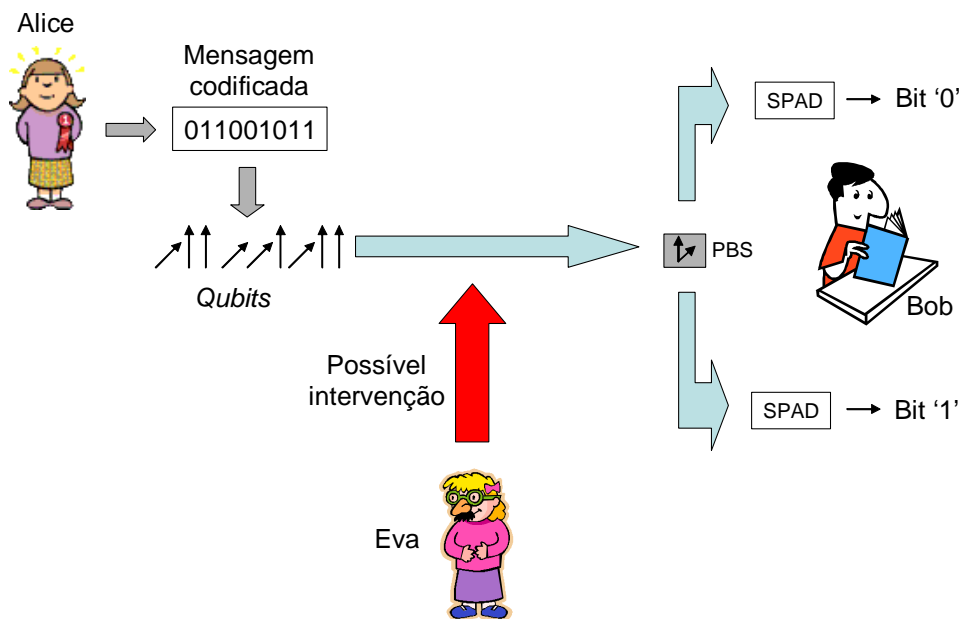 Alice
Mensagem
codificada
011001011
Qubits
SPAD
Bit ‘0’
PBS
Bob
Possível
intervenção
SPAD
Bit ‘1’
Eva